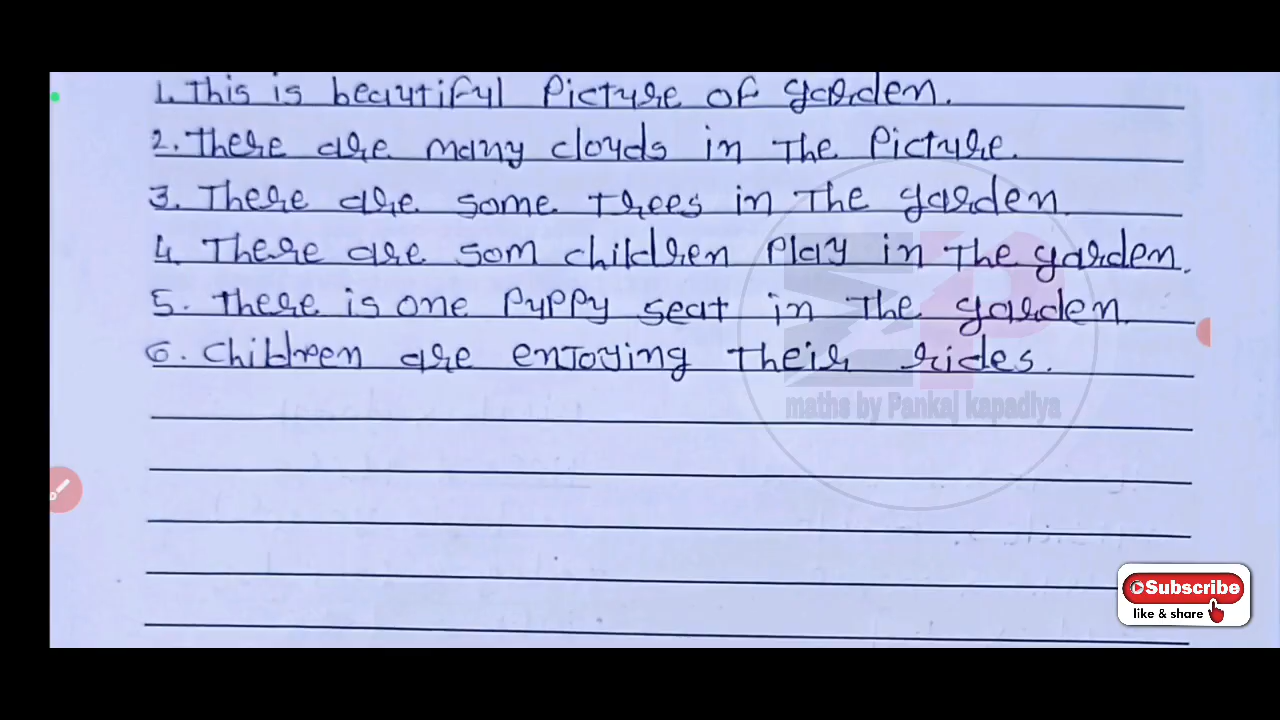 1. This is beautiful Picture of garden.
2. There are many clouds in The Picture.
3. There are some trees in The garden
4. There are som children Play in The garden.
5. There is one Puppy seat in The garden.
6. Children are enjoying Their rides.
maths by Pankaj kapadiya
Subscribe
like & share